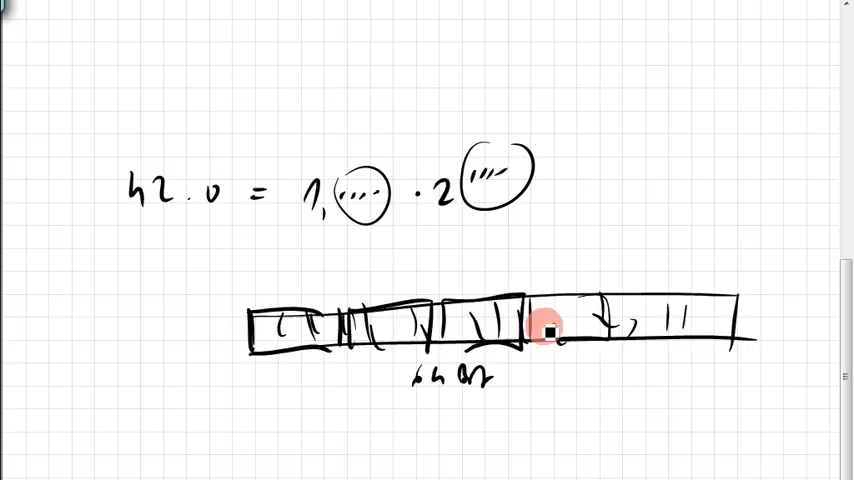 42.0 = 1,.... · 2 ....
64 Bit